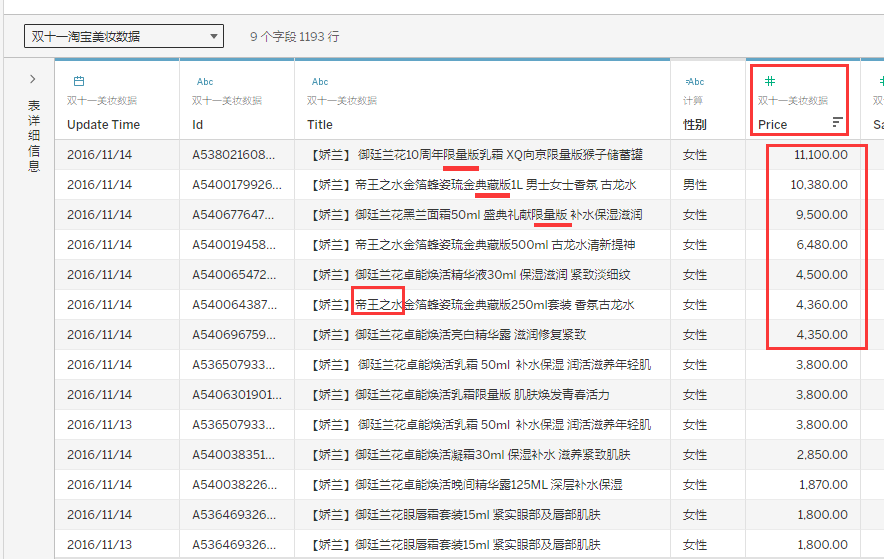 双十一淘宝美妆数据 9 个字段 1193 行
表详细信息
Abc Abc =Abc
双十一美妆数据 双十一美妆数据 双十一美妆数据 计算 双十一美妆数据 双
Update Time Id Title 性别 Price Sa
2016/11/14 A538021608... 【娇兰】 御廷兰花10周年限量版乳霜 XQ向京限量版猴子储蓄罐 女性 11,100.00
2016/11/14 A5400179926... 【娇兰】帝王之水金箔蜂姿琉金典藏版1L 男士女士香氛 古龙水 男性 10,380.00
2016/11/14 A540677647... 【娇兰】御廷兰花黑兰面霜50ml 盛典礼献限量版 补水保湿滋润 女性 9,500.00
2016/11/14 A540019458... 【娇兰】帝王之水金箔蜂姿琉金典藏版500ml 古龙水清新提神 女性 6,480.00
2016/11/14 A540065472... 【娇兰】御廷兰花卓能焕活精华液30ml 保湿滋润 紧致淡细纹 女性 4,500.00
2016/11/14 A540064387... 【娇兰】帝王之水金箔蜂姿琉金典藏版250ml套装 香氛古龙水 女性 4,360.00
2016/11/14 A540696759... 【娇兰】御廷兰花卓能焕活亮白精华露 滋润修复紧致 女性 4,350.00
2016/11/14 A536507933... 【娇兰】 御廷兰花卓能焕活乳霜 50ml 补水保湿 润活滋养年轻肌 女性 3,800.00
2016/11/14 A5406301901... 【娇兰】御廷兰花卓能焕活乳霜限量版 肌肤焕发青春活力 女性 3,800.00
2016/11/13 A536507933... 【娇兰】 御廷兰花卓能焕活乳霜 50ml 补水保湿 润活滋养年轻肌 女性 3,800.00
2016/11/14 A540038351... 【娇兰】御廷兰花卓能焕活凝霜30ml 保湿补水 滋养紧致肌肤 女性 2,850.00
2016/11/14 A540038226... 【娇兰】御廷兰花卓能焕活晚间精华露125ML 深层补水保湿 女性 1,870.00
2016/11/14 A536469326... 【娇兰】御廷兰花眼唇霜套装15ml 紧实眼部及唇部肌肤 女性 1,800.00
2016/11/13 A536469326... 【娇兰】御廷兰花眼唇霜套装15ml 紧实眼部及唇部肌肤 女性 1,800.00